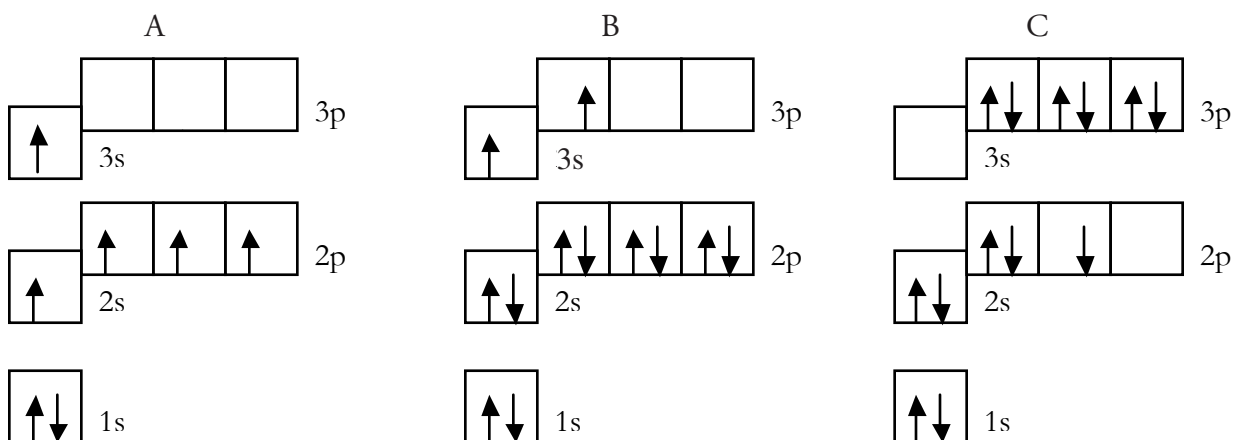 A B C
3p 3p 3p
3s 3s 3s
2p 2p 2p
2s 2s 2s
1s 1s 1s